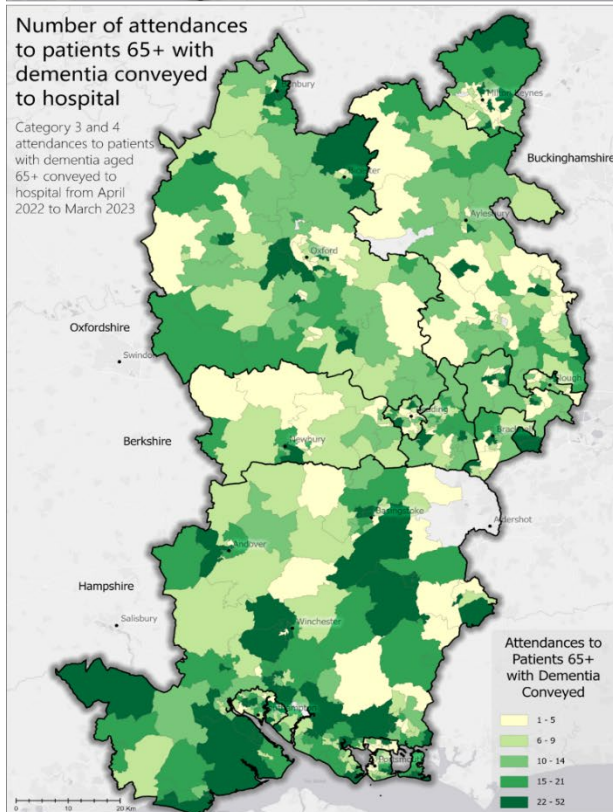 Number of attendances
to patients 65+ with
dementia conveyed
to hospital
Category 3 and 4
attendances to patients
with dementia aged
65+ conveyed to
hospital from April
2022 to March 2023
Milton Keynes
Buckinghamshire
Aylesbury
Oxford
Oxfordshire
Slough
Berkshire
Newbury
Basingstoke
Aldershot
Andover
Hampshire
Salisbury
Winchester
Portsmouth
Attendances to
Patients 65+
with Dementia
Conveyed
1 - 5
6 - 9
10 - 14
15 - 21
22 - 52
0
10
20 Km